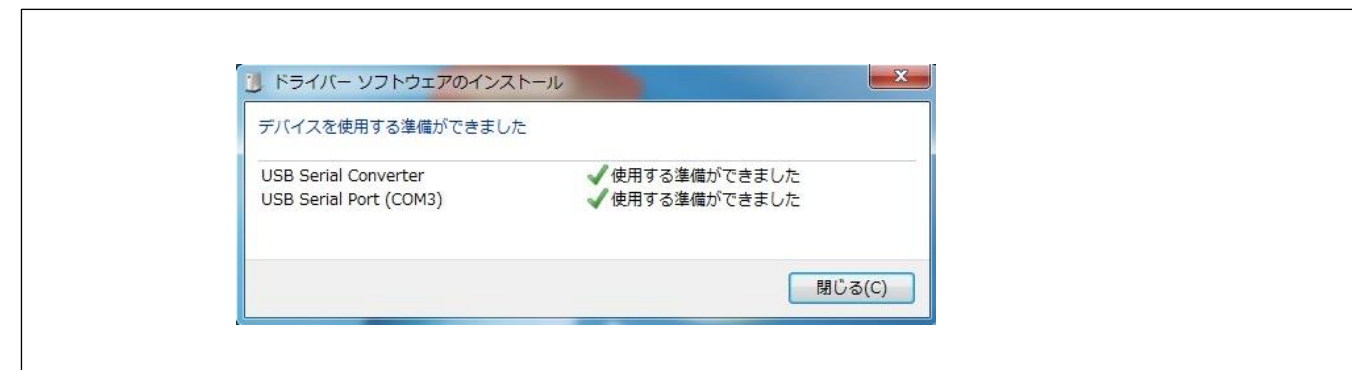 ドライバー ソフトウェアのインストール
デバイスを使用する準備ができました
USB Serial Converter 使用する準備ができました
USB Serial Port (COM3) 使用する準備ができました
閉じる(C)